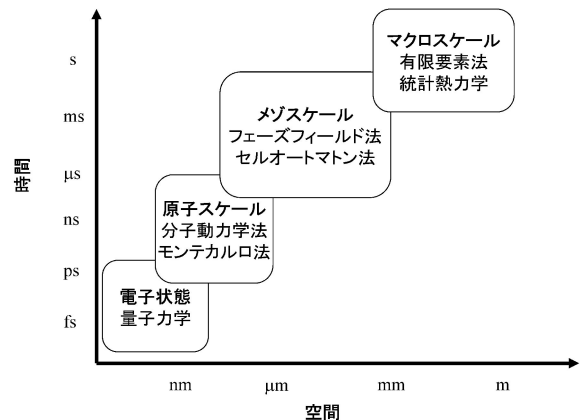 s
ms
μs
ns
ps
fs
時間
マクロスケール
有限要素法
統計熱力学
メゾスケール
フェーズフィールド法
セルオートマトン法
原子スケール
分子動力学法
モンテカルロ法
電子状態
量子力学
nm
μm
mm
m
空間